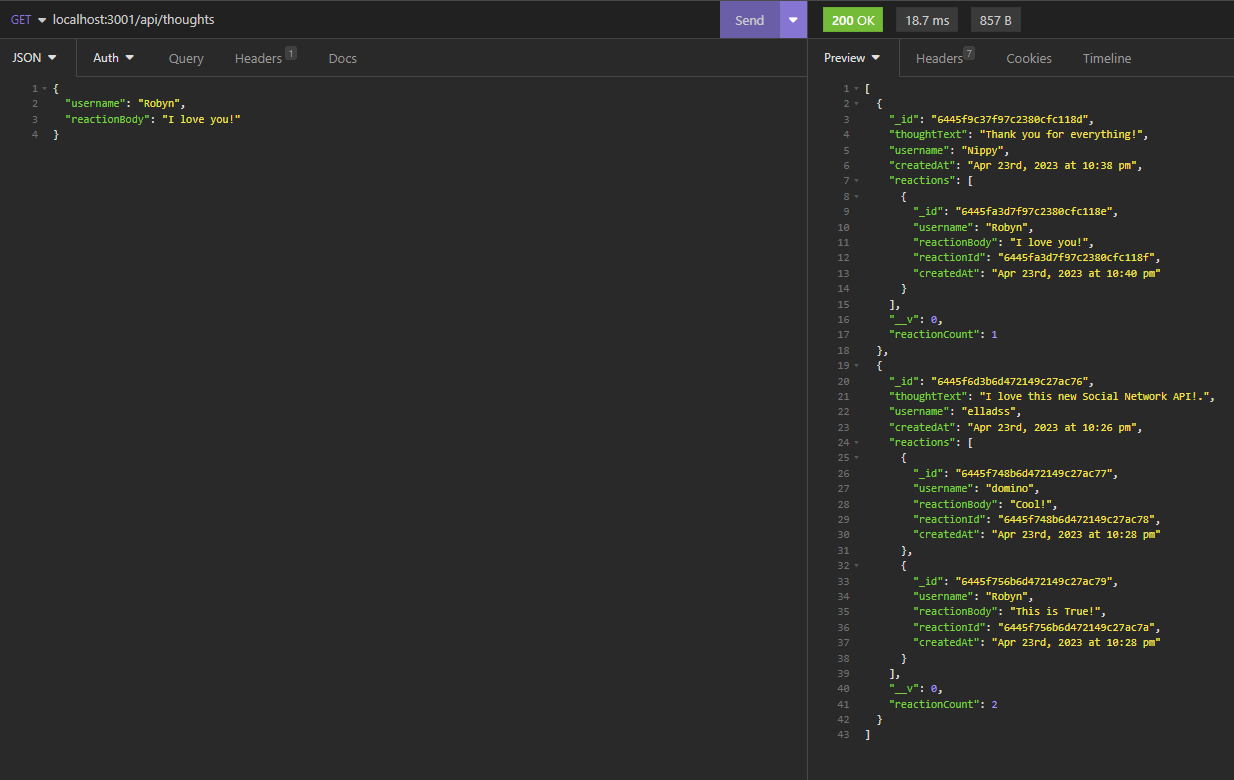 GET localhost:3001/api/thoughts Send 200 OK 18.7 ms 857 B
JSON Auth Query Headers 1 Docs Preview Headers 7 Cookies Timeline
1 {
2 "username": "Robyn",
3 "reactionBody": "I love you!"
4 }
1 [
2 {
3 "_id": "6445f9c37f97c2380cfc118d",
4 "thoughtText": "Thank you for everything!",
5 "username": "Nippy",
6 "createdAt": "Apr 23rd, 2023 at 10:38 pm",
7 "reactions": [
8 {
9 "_id": "6445fa3d7f97c2380cfc118e",
10 "username": "Robyn",
11 "reactionBody": "I love you!",
12 "reactionId": "6445fa3d7f97c2380cfc118f",
13 "createdAt": "Apr 23rd, 2023 at 10:40 pm"
14 }
15 ],
16 "__v": 0,
17 "reactionCount": 1
18 },
19 {
20 "_id": "6445f6d3b6d472149c27ac76",
21 "thoughtText": "I love this new Social Network API!.",
22 "username": "elladss",
23 "createdAt": "Apr 23rd, 2023 at 10:26 pm",
24 "reactions": [
25 {
26 "_id": "6445f748b6d472149c27ac77",
27 "username": "domino",
28 "reactionBody": "Cool!",
29 "reactionId": "6445f748b6d472149c27ac78",
30 "createdAt": "Apr 23rd, 2023 at 10:28 pm"
31 },
32 {
33 "_id": "6445f756b6d472149c27ac79",
34 "username": "Robyn",
35 "reactionBody": "This is True!",
36 "reactionId": "6445f756b6d472149c27ac7a",
37 "createdAt": "Apr 23rd, 2023 at 10:28 pm"
38 }
39 ],
40 "__v": 0,
41 "reactionCount": 2
42 }
43 ]